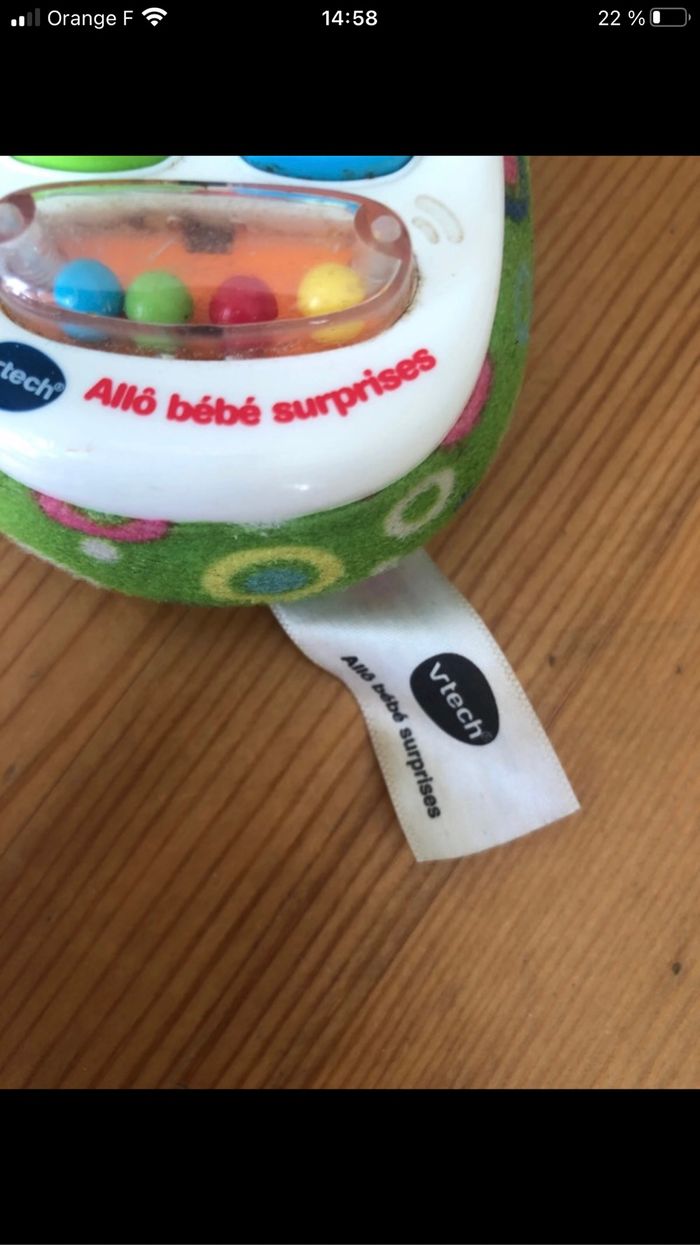 Orange F
14:58
22 %
vtech®
Allô bébé surprises
vtech®
Allô bébé surprises